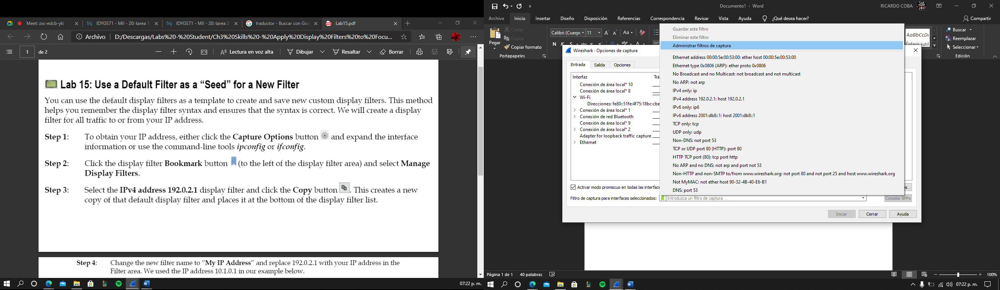 Meet: zxc-edcb-yti
IDYGS71 - MII - 20: tarea 1
IDYGS71 - MII - 20: tarea 2
traductor - Buscar con Goo
Lab15.pdf
Archivo
D:/Descargas/Labs%20-%20Student/Ch3%20Skills%20-%20Apply%20Display%20Filters%20to%20Focu...
1 de 2
Lectura en voz alta
Dibujar
Resaltar
Borrar
Lab 15: Use a Default Filter as a “Seed” for a New Filter
You can use the default display filters as a template to create and save new custom display filters. This method
helps you remember the display filter syntax and ensures that the syntax is correct. We will create a display
filter for all traffic to or from your IP address.
Step 1: To obtain your IP address, either click the Capture Options button and expand the interface
information or use the command-line tools ipconfig or ifconfig.
Step 2: Click the display filter Bookmark button (to the left of the display filter area) and select Manage
Display Filters.
Step 3: Select the IPv4 address 192.0.2.1 display filter and click the Copy button. This creates a new
copy of that default display filter and places it at the bottom of the display filter list.
Step 4: Change the new filter name to “My IP Address” and replace 192.0.2.1 with your IP address in the
Filter area. We used the IP address 10.1.0.1 in our example below.
07:22 p. m.
Documento1 - Word
RICARDO COBA
Archivo
Inicio
Insertar
Diseño
Disposición
Referencias
Correspondencia
Revisar
Vista
Ayuda
¿Qué desea hacer?
Compartir
Pegar
Cortar
Copiar
Copiar formato
Portapapeles
Calibri (Cuerp
11
Aa
N K S abc
AaBbCcDc
Énfasis sutil
Buscar
Reemplazar
Seleccionar
Edición
Wireshark · Opciones de captura
Entrada
Salida
Opciones
Interfaz
Trá
Conexión de área local* 10
Conexión de área local* 8
Wi-Fi
Direcciones: fe80::51fe:4f75:18bc:cbe
Conexión de área local* 1
Conexión de red Bluetooth
Conexión de área local* 9
Conexión de área local* 2
Adapter for loopback traffic capture
Ethernet
Activar modo promiscuo en todas las interface
es...
Filtro de captura para interfaces seleccionados:
Introduzca un filtro de captura ...
Compilar BPFs
Iniciar
Cerrar
Ayuda
Guardar este filtro
Eliminar este filtro
Administrar filtros de captura
Ethernet address 00:00:5e:00:53:00: ether host 00:00:5e:00:53:00
Ethernet type 0x0806 (ARP): ether proto 0x0806
No Broadcast and no Multicast: not broadcast and not multicast
No ARP: not arp
IPv4 only: ip
IPv4 address 192.0.2.1: host 192.0.2.1
IPv6 only: ip6
IPv6 address 2001:db8::1: host 2001:db8::1
TCP only: tcp
UDP only: udp
Non-DNS: not port 53
TCP or UDP port 80 (HTTP): port 80
HTTP TCP port (80): tcp port http
No ARP and no DNS: not arp and port not 53
Non-HTTP and non-SMTP to/from www.wireshark.org: not port 80 and not port 25 and host www.wireshark.org
Not MyMAC: not ether host 90-32-4B-40-E6-B1
DNS: port 53
Página 1 de 1
40 palabras
100%
07:22 p. m.